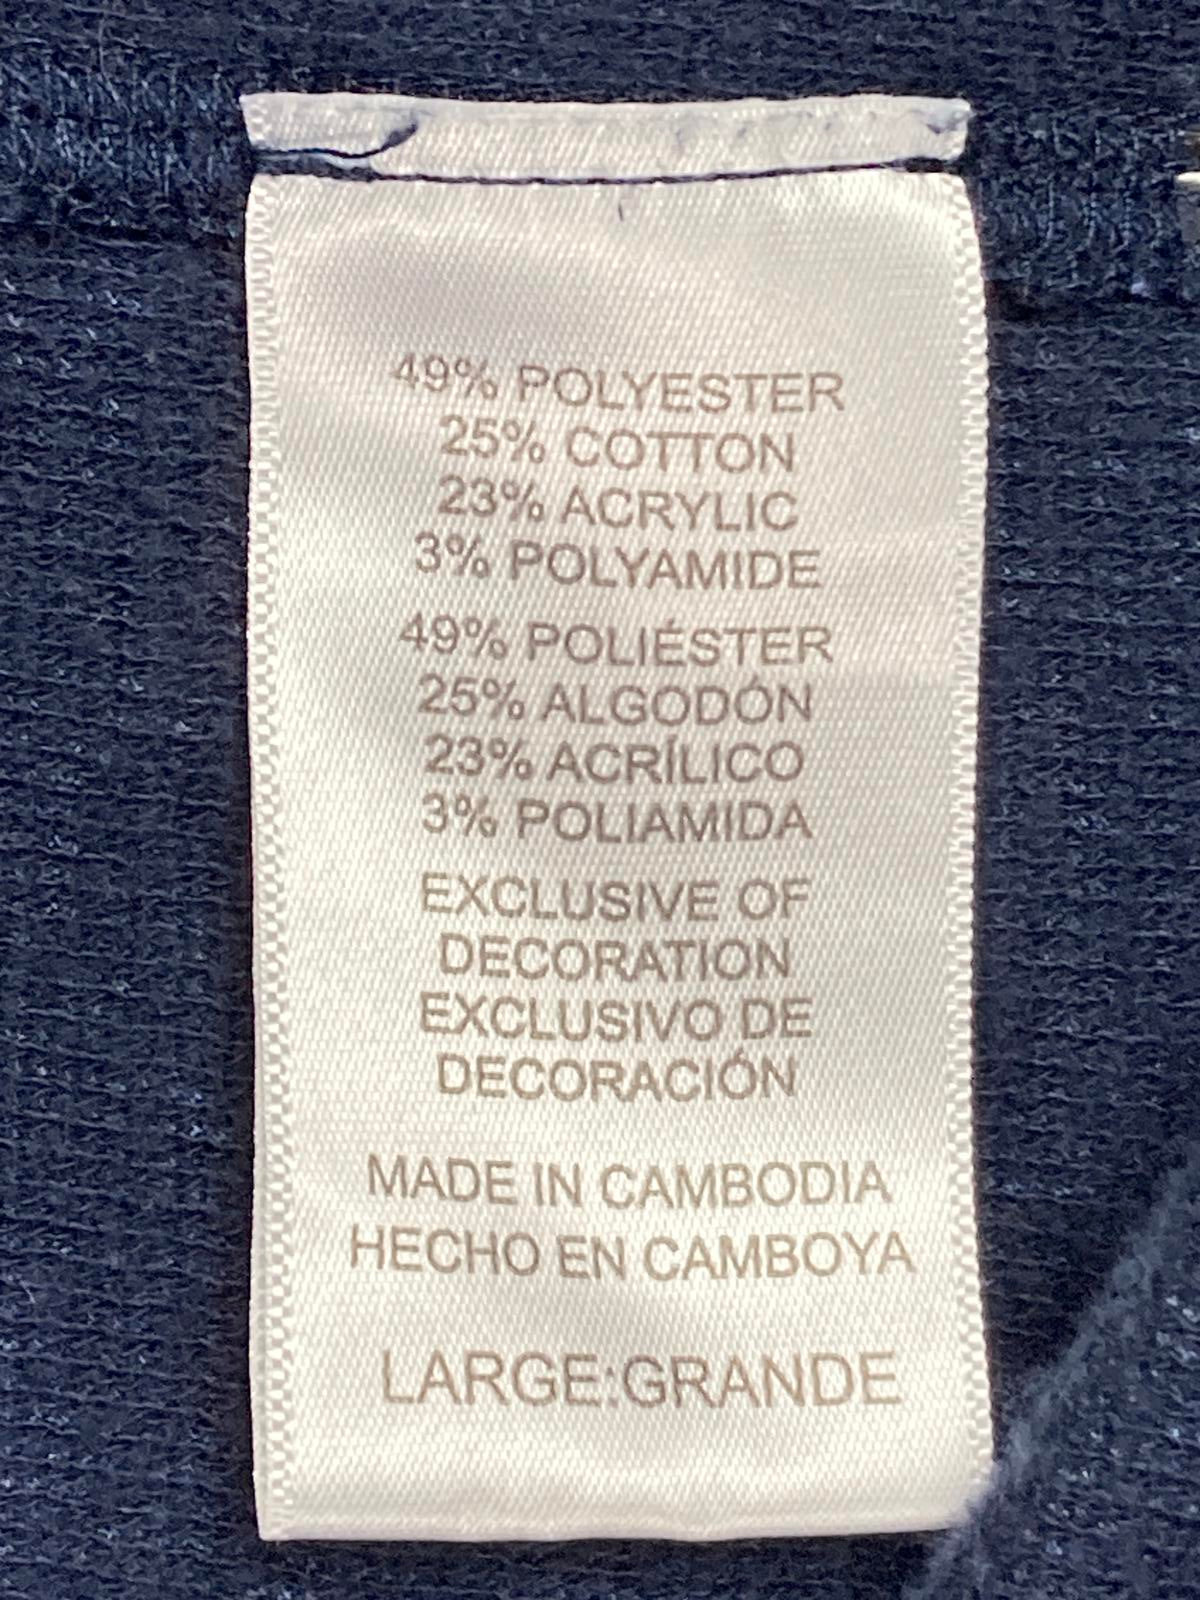 49% POLYESTER
25% COTTON
23% ACRYLIC
3% POLYAMIDE
49% POLIÉSTER
25% ALGODÓN
23% ACRÍLICO
3% POLIAMIDA
EXCLUSIVE OF
DECORATION
EXCLUSIVO DE
DECORACIÓN
MADE IN CAMBODIA
HECHO EN CAMBOYA
LARGE:GRANDE